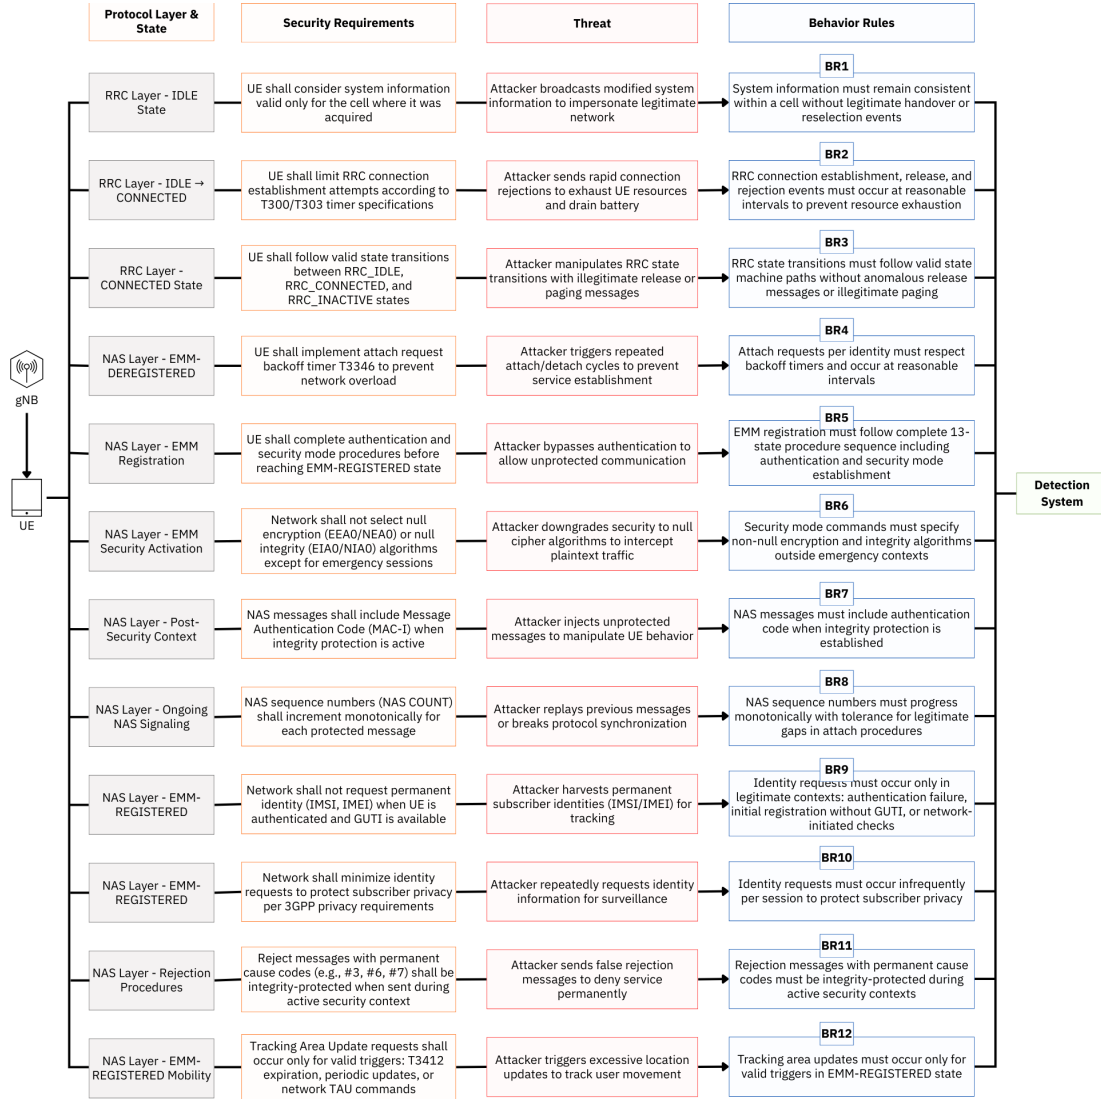 Protocol Layer &
State
Security Requirements
Threat
Behavior Rules
RRC Layer - IDLE
State
UE shall consider system information
valid only for the cell where it was
acquired
Attacker broadcasts modified system
information to impersonate legitimate
network
BR1
System information must remain consistent
within a cell without legitimate handover or
reselection events
RRC Layer - IDLE →
CONNECTED
UE shall limit RRC connection
establishment attempts according to
T300/T303 timer specifications
Attacker sends rapid connection
rejections to exhaust UE resources
and drain battery
BR2
RRC connection establishment, release, and
rejection events must occur at reasonable
intervals to prevent resource exhaustion
RRC Layer -
CONNECTED State
UE shall follow valid state transitions
between RRC_IDLE,
RRC_CONNECTED, and
RRC_INACTIVE states
Attacker manipulates RRC state
transitions with illegitimate release or
paging messages
BR3
RRC state transitions must follow valid state
machine paths without anomalous release
messages or illegitimate paging
NAS Layer - EMM-
DEREGISTERED
UE shall implement attach request
backoff timer T3346 to prevent
network overload
Attacker triggers repeated
attach/detach cycles to prevent
service establishment
BR4
Attach requests per identity must respect
backoff timers and occur at reasonable
intervals
gNB
UE
NAS Layer - EMM
Registration
UE shall complete authentication and
security mode procedures before
reaching EMM-REGISTERED state
Attacker bypasses authentication to
allow unprotected communication
BR5
EMM registration must follow complete 13-
state procedure sequence including
authentication and security mode
establishment
Detection
System
NAS Layer - EMM
Security Activation
Network shall not select null
encryption (EEA0/NEA0) or null
integrity (EIA0/NIA0) algorithms
except for emergency sessions
Attacker downgrades security to null
cipher algorithms to intercept
plaintext traffic
BR6
Security mode commands must specify
non-null encryption and integrity algorithms
outside emergency contexts
NAS Layer - Post-
Security Context
NAS messages shall include Message
Authentication Code (MAC-I) when
integrity protection is active
Attacker injects unprotected
messages to manipulate UE behavior
BR7
NAS messages must include authentication
code when integrity protection is
established
NAS Layer - Ongoing
NAS Signaling
NAS sequence numbers (NAS COUNT)
shall increment monotonically for
each protected message
Attacker replays previous messages
or breaks protocol synchronization
BR8
NAS sequence numbers must progress
monotonically with tolerance for legitimate
gaps in attach procedures
NAS Layer - EMM-
REGISTERED
Network shall not request permanent
identity (IMSI, IMEI) when UE is
authenticated and GUTI is available
Attacker harvests permanent
subscriber identities (IMSI/IMEI) for
tracking
BR9
Identity requests must occur only in
legitimate contexts: authentication failure,
initial registration without GUTI, or network-
initiated checks
NAS Layer - EMM-
REGISTERED
Network shall minimize identity
requests to protect subscriber privacy
per 3GPP privacy requirements
Attacker repeatedly requests identity
information for surveillance
BR10
Identity requests must occur infrequently
per session to protect subscriber privacy
NAS Layer - Rejection
Procedures
Reject messages with permanent
cause codes (e.g., #3, #6, #7) shall be
integrity-protected when sent during
active security context
Attacker sends false rejection
messages to deny service
permanently
BR11
Rejection messages with permanent cause
codes must be integrity-protected during
active security contexts
NAS Layer - EMM-
REGISTERED Mobility
Tracking Area Update requests shall
occur only for valid triggers: T3412
expiration, periodic updates, or
network TAU commands
Attacker triggers excessive location
updates to track user movement
BR12
Tracking area updates must occur only for
valid triggers in EMM-REGISTERED state